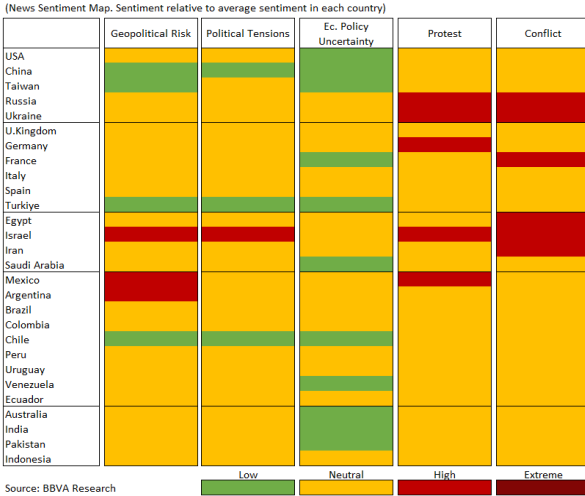 (News Sentiment Map. Sentiment relative to average sentiment in each country)
Geopolitical Risk Political Tensions Ec. Policy Uncertainty Protest Conflict
USA
China
Taiwan
Russia
Ukraine
U.Kingdom
Germany
France
Italy
Spain
Turkiye
Egypt
Israel
Iran
Saudi Arabia
Mexico
Argentina
Brazil
Colombia
Chile
Peru
Uruguay
Venezuela
Ecuador
Australia
India
Pakistan
Indonesia
Low Neutral High Extreme
Source: BBVA Research